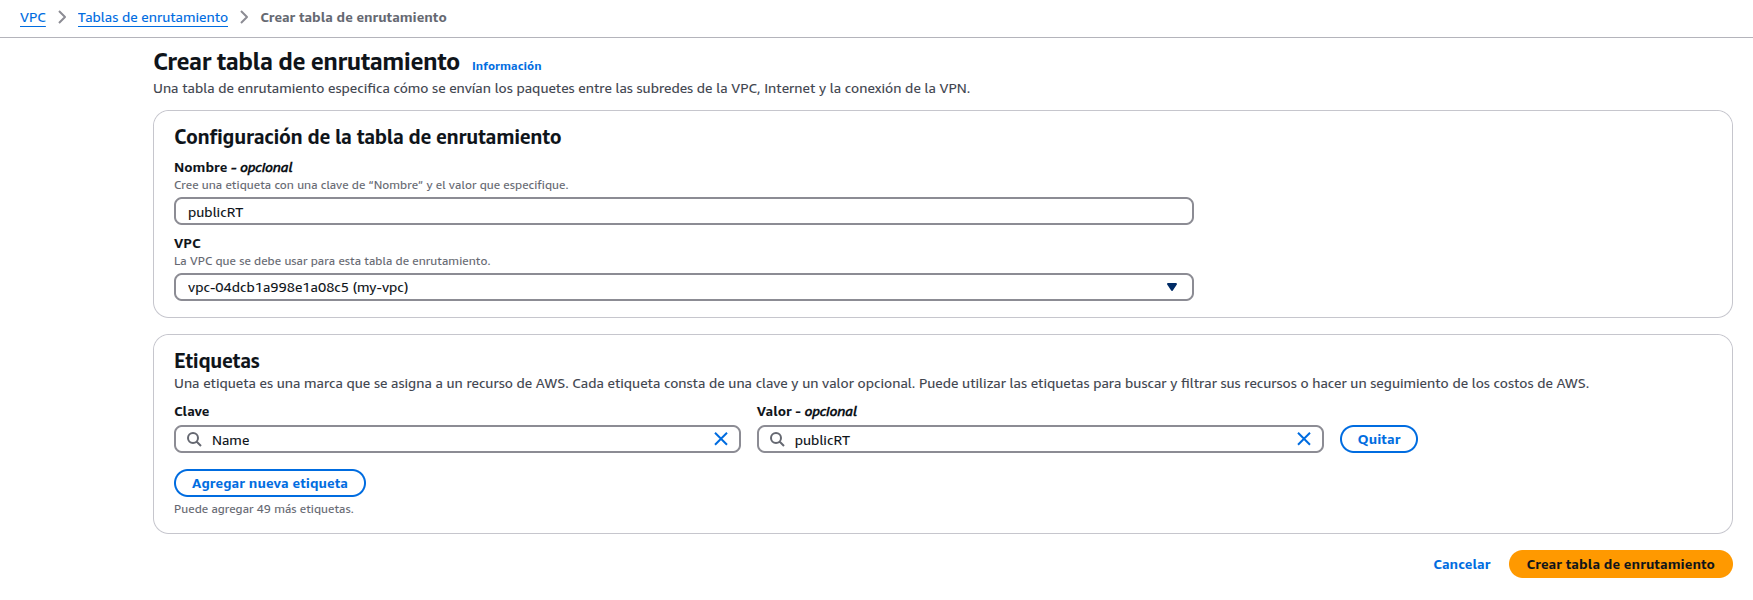 VPC > Tablas de enrutamiento > Crear tabla de enrutamiento
Crear tabla de enrutamiento Información
Una tabla de enrutamiento especifica cómo se envían los paquetes entre las subredes de la VPC, Internet y la conexión de la VPN.
Configuración de la tabla de enrutamiento
Nombre - opcional
Cree una etiqueta con una clave de “Nombre” y el valor que especifique.
publicRT
VPC
La VPC que se debe usar para esta tabla de enrutamiento.
vpc-04dcb1a998e1a08c5 (my-vpc)
Etiquetas
Una etiqueta es una marca que se asigna a un recurso de AWS. Cada etiqueta consta de una clave y un valor opcional. Puede utilizar las etiquetas para buscar y filtrar sus recursos o hacer un seguimiento de los costos de AWS.
Clave Valor - opcional
Name publicRT Quitar
Agregar nueva etiqueta
Puede agregar 49 más etiquetas.
Cancelar Crear tabla de enrutamiento